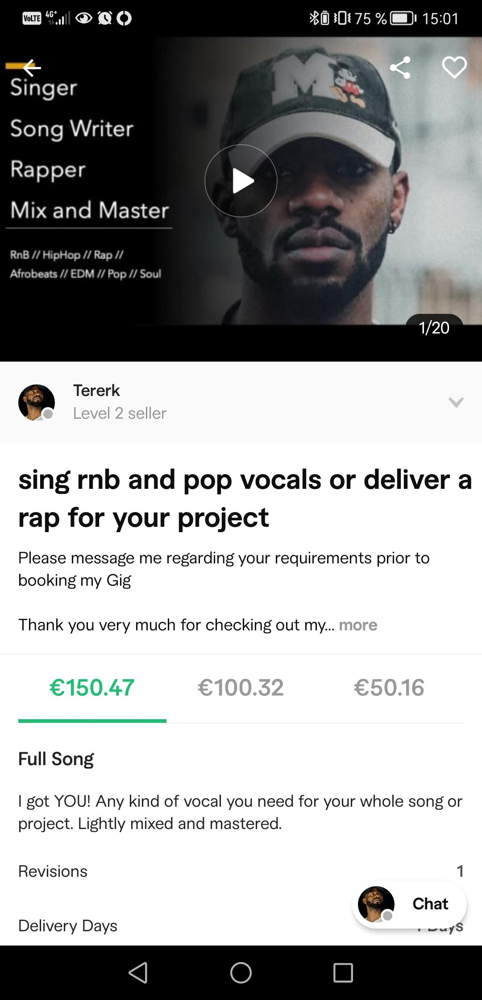 VoLTE 4G+ 75 % 15:01
M
Singer
Song Writer
Rapper
Mix and Master
RnB // HipHop // Rap //
Afrobeats // EDM // Pop // Soul
1/20
Tererk
Level 2 seller
sing rnb and pop vocals or deliver a
rap for your project
Please message me regarding your requirements prior to
booking my Gig
Thank you very much for checking out my... more
€150.47 €100.32 €50.16
Full Song
I got YOU! Any kind of vocal you need for your whole song or
project. Lightly mixed and mastered.
Revisions 1
Chat
Delivery Days Days